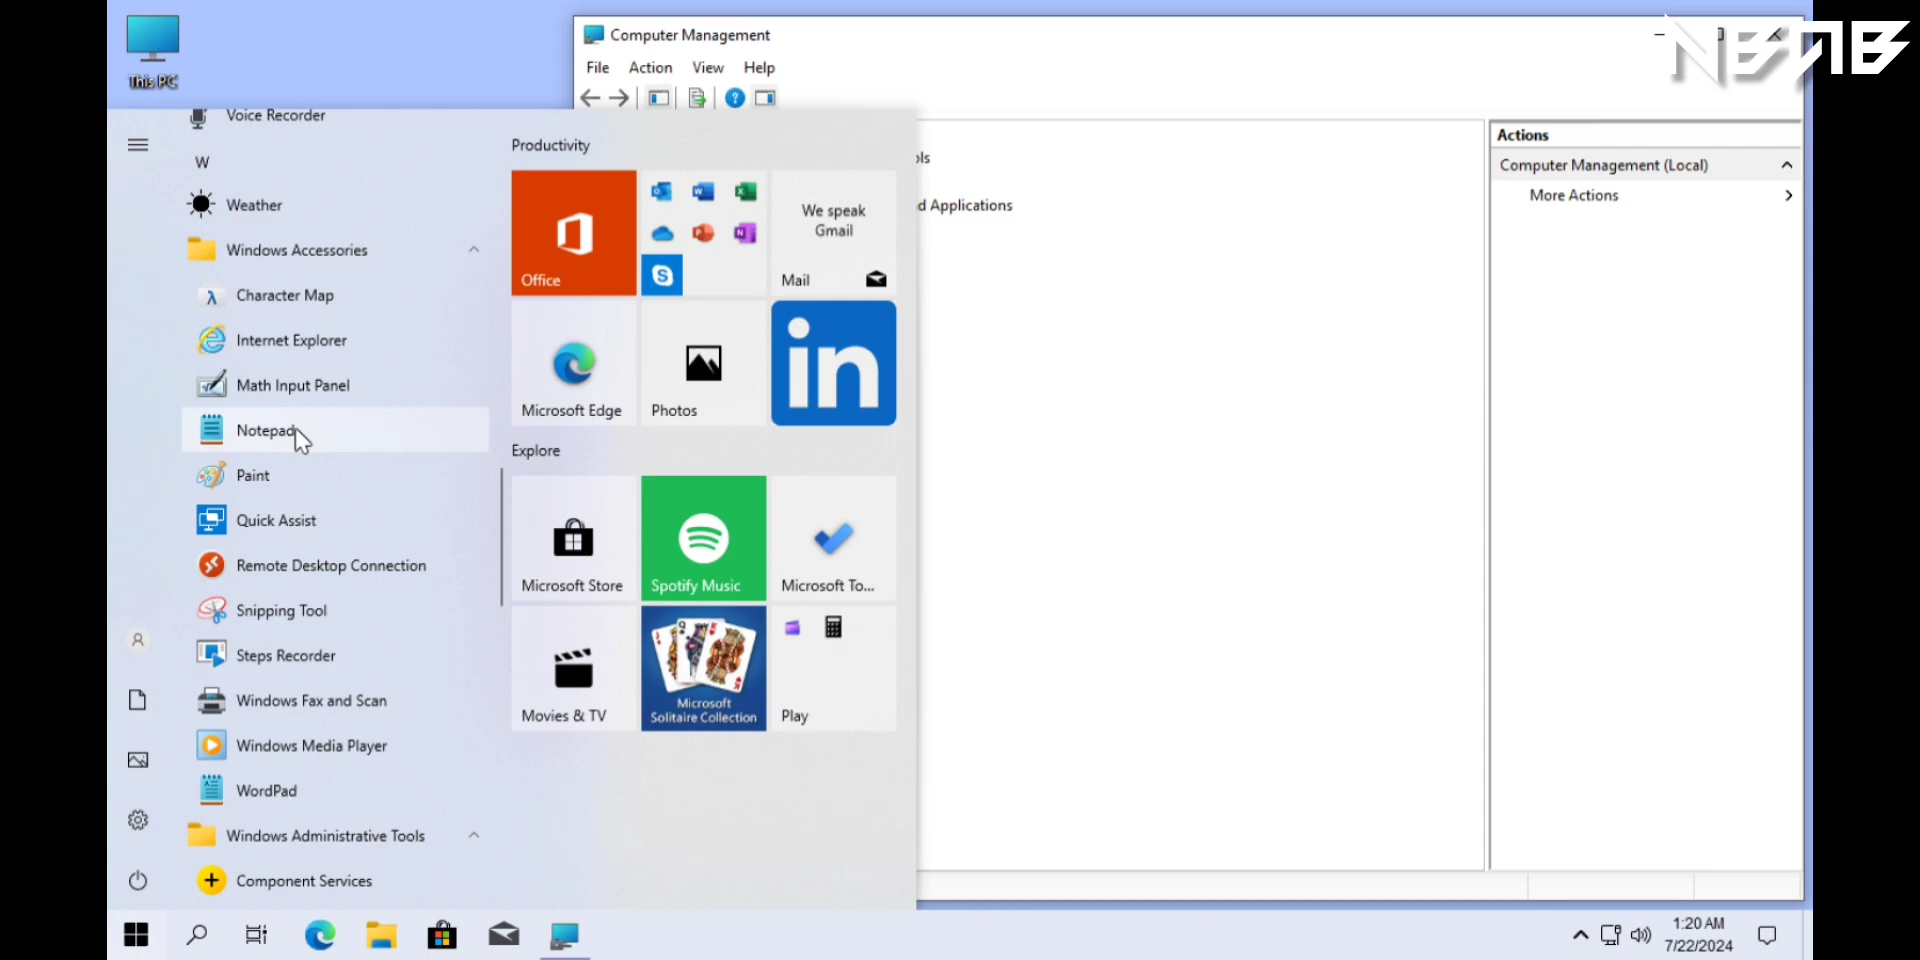 This PC
Computer Management
File Action View Help
Voice Recorder
W
Weather
Windows Accessories
Character Map
Internet Explorer
Math Input Panel
Notepad
Paint
Quick Assist
Remote Desktop Connection
Snipping Tool
Steps Recorder
Windows Fax and Scan
Windows Media Player
WordPad
Windows Administrative Tools
Component Services
Productivity
Office
We speak
Gmail
Mail
Microsoft Edge
Photos
in
Explore
Microsoft Store
Spotify Music
Microsoft To...
Movies & TV
Microsoft
Solitaire Collection
Play
ols
d Applications
Actions
Computer Management (Local)
More Actions
1:20 AM
7/22/2024